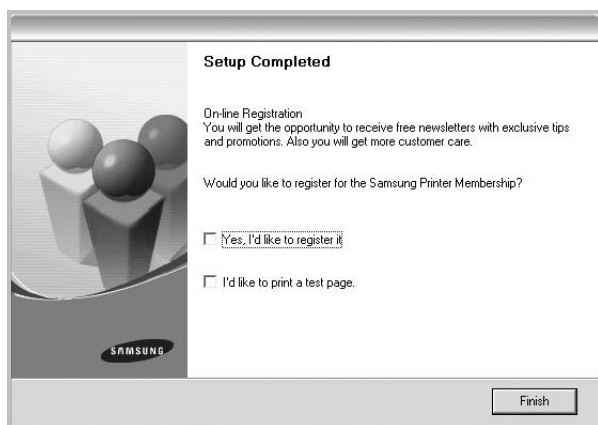 Setup Completed
On-line Registration
You will get the opportunity to receive free newsletters with exclusive tips
and promotions. Also you will get more customer care.
Would you like to register for the Samsung Printer Membership?
Yes, I'd like to register it
I'd like to print a test page.
SAMSUNG
Finish